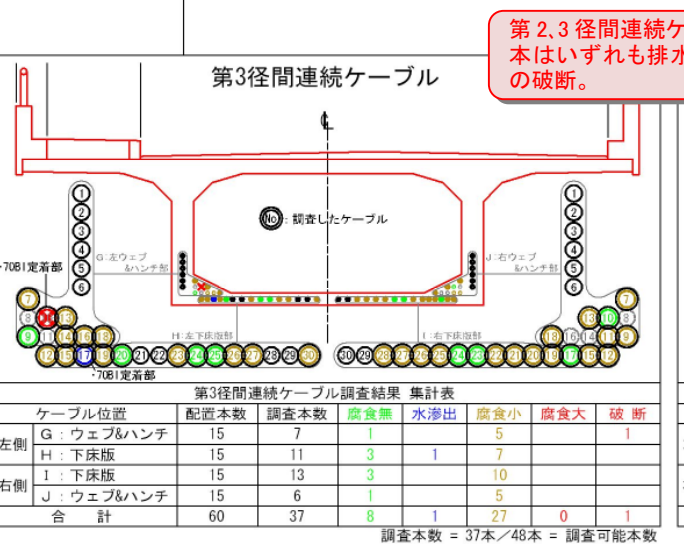 第2,3径間連続ケ
本はいずれも排水
の破断。
第3径間連続ケーブル
No：調査したケーブル
G：左ウェブ
&ハンチ部
J：右ウェブ
&ハンチ部
・70BI定着部
H：左下床版部
I：右下床版部
・70BI定着部
第3径間連続ケーブル調査結果 集計表
ケーブル位置 配置本数 調査本数 腐食無 水滲出 腐食小 腐食大 破 断
左側 G：ウェブ&ハンチ 15 7 1 5 1
H：下床版 15 11 3 1 7
右側 I：下床版 15 13 3 10
J：ウェブ&ハンチ 15 6 1 5
合 計 60 37 8 1 27 0 1
調査本数 = 37本／48本 = 調査可能本数